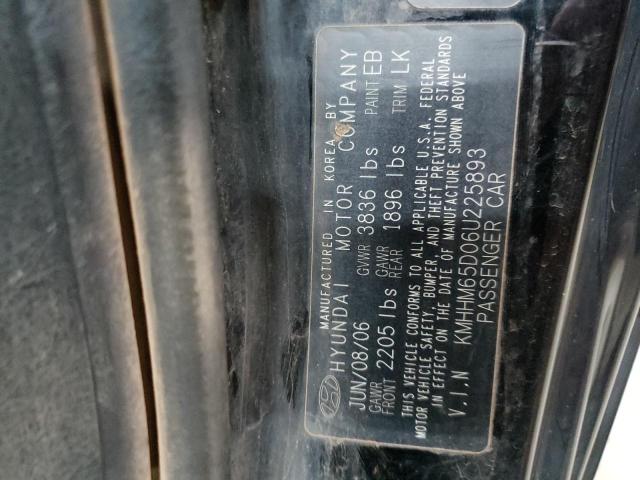 MANUFACTURED IN KOREA BY
HYUNDAI MOTOR COMPANY
JUN/08/06 GVWR 3836 lbs PAINT EB
GAWR FRONT 2205 lbs GAWR REAR 1896 lbs TRIM LK
THIS VEHICLE CONFORMS TO ALL APPLICABLE U.S.A. FEDERAL
MOTOR VEHICLE SAFETY, BUMPER, AND THEFT PREVENTION STANDARDS
IN EFFECT ON THE DATE OF MANUFACTURE SHOWN ABOVE
V.I.N KMHHM65D06U225893
PASSENGER CAR